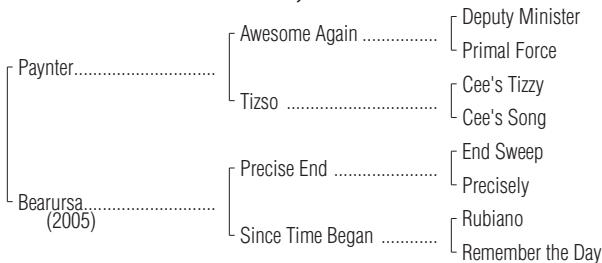 Deputy Minister
Awesome Again ................
Primal Force
Paynter.............................
Cee's Tizzy
Tizso ................................
Cee's Song
End Sweep
Precise End ......................
Precisely
Bearursa...........................
(2005)
Rubiano
Since Time Began ............
Remember the Day